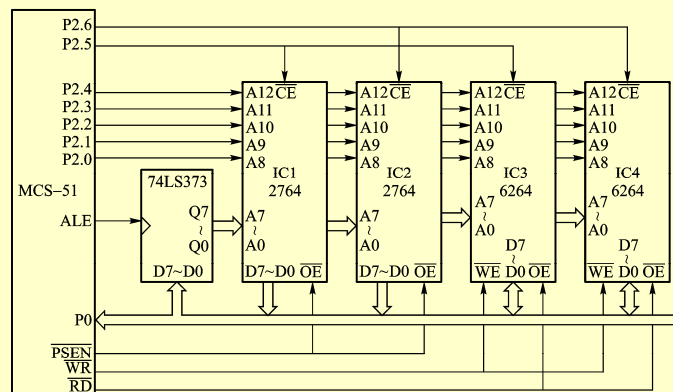 P2.6
P2.5
P2.4
P2.3
P2.2
P2.1
P2.0
MCS−51
ALE
P0
PSEN
WR
RD
74LS373
Q7
~
Q0
D7~D0
A12 CE
A11
A10
A9
A8
IC1
2764
A7
~
A0
D7~D0 OE
A12 CE
A11
A10
A9
A8
IC2
2764
A7
~
A0
D7~D0 OE
A12 CE
A11
A10
A9
A8
IC3
6264
A7
~
A0
D7
~
WE D0 OE
A12 CE
A11
A10
A9
A8
IC4
6264
A7
~
A0
D7
~
WE D0 OE